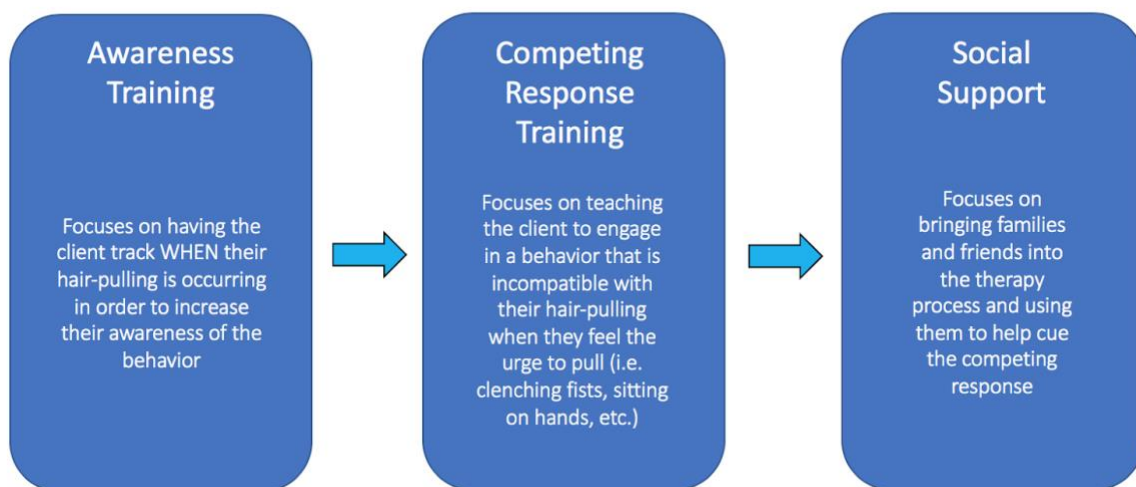 Awareness
Training
Focuses on having the
client track WHEN their
hair-pulling is occurring
in order to increase
their awareness of the
behavior
Competing
Response
Training
Focuses on teaching
the client to engage
in a behavior that is
incompatible with
their hair-pulling
when they feel the
urge to pull (i.e.
clenching fists, sitting
on hands, etc.)
Social
Support
Focuses on
bringing families
and friends into
the therapy
process and using
them to help cue
the competing
response